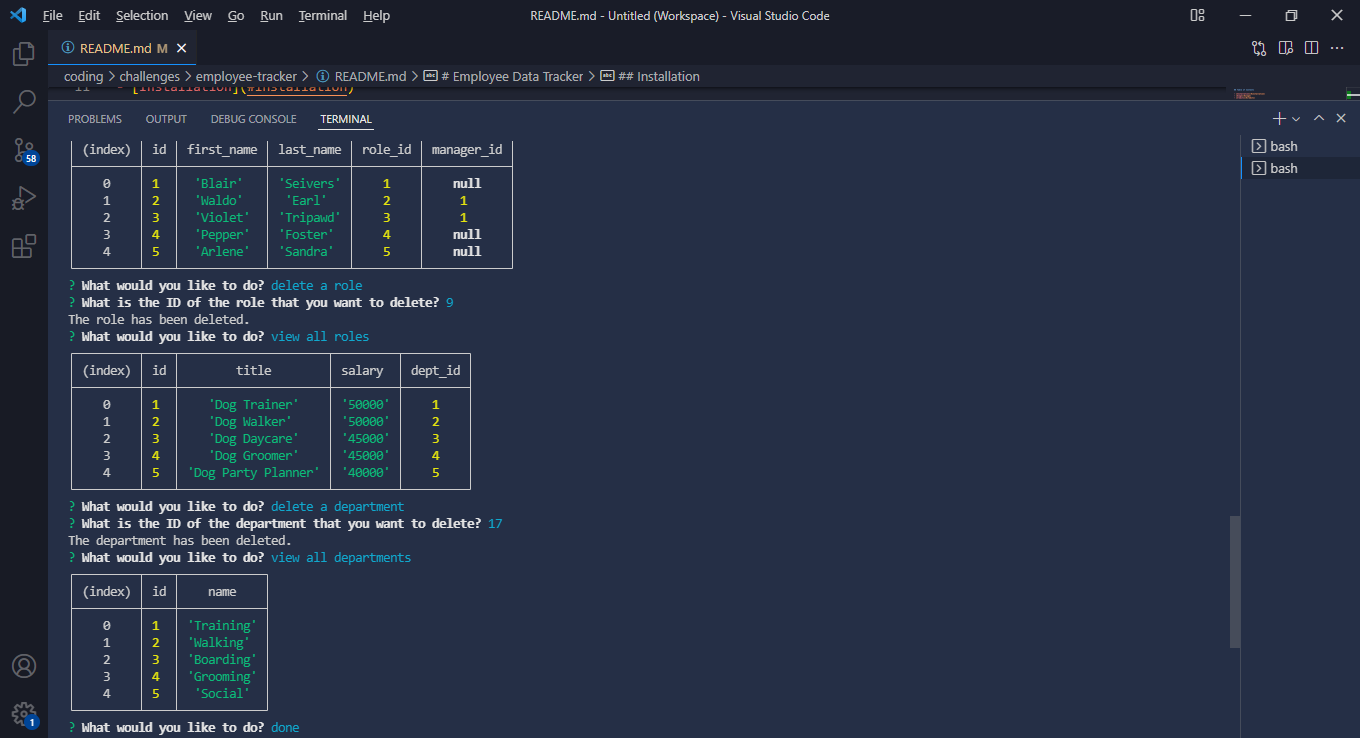 File Edit Selection View Go Run Terminal Help README.md - Untitled (Workspace) - Visual Studio Code
README.md M
coding > challenges > employee-tracker > README.md > # Employee Data Tracker > ## Installation
11 - [Installation](#installation)
PROBLEMS OUTPUT DEBUG CONSOLE TERMINAL
bash
bash
58
1
(index) id first_name last_name role_id manager_id
0 1 'Blair' 'Seivers' 1 null
1 2 'Waldo' 'Earl' 2 1
2 3 'Violet' 'Tripawd' 3 1
3 4 'Pepper' 'Foster' 4 null
4 5 'Arlene' 'Sandra' 5 null
? What would you like to do? delete a role
? What is the ID of the role that you want to delete? 9
The role has been deleted.
? What would you like to do? view all roles
(index) id title salary dept_id
0 1 'Dog Trainer' '50000' 1
1 2 'Dog Walker' '50000' 2
2 3 'Dog Daycare' '45000' 3
3 4 'Dog Groomer' '45000' 4
4 5 'Dog Party Planner' '40000' 5
? What would you like to do? delete a department
? What is the ID of the department that you want to delete? 17
The department has been deleted.
? What would you like to do? view all departments
(index) id name
0 1 'Training'
1 2 'Walking'
2 3 'Boarding'
3 4 'Grooming'
4 5 'Social'
? What would you like to do? done